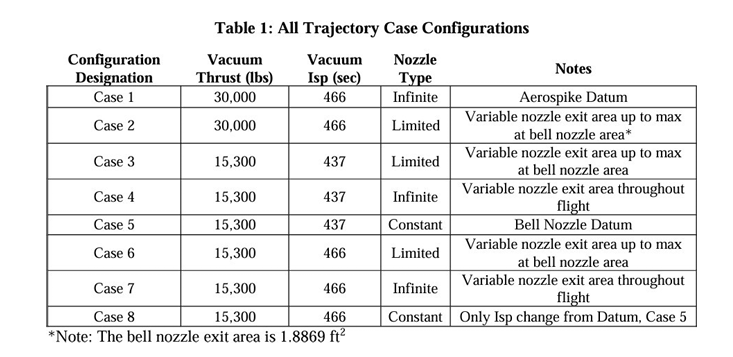 Table 1: All Trajectory Case Configurations
Configuration Designation Vacuum Thrust (lbs) Vacuum Isp (sec) Nozzle Type Notes
Case 1 30,000 466 Infinite Aerospike Datum
Case 2 30,000 466 Limited Variable nozzle exit area up to max
at bell nozzle area*
Case 3 15,300 437 Limited Variable nozzle exit area up to max
at bell nozzle area
Case 4 15,300 437 Infinite Variable nozzle exit area throughout
flight
Case 5 15,300 437 Constant Bell Nozzle Datum
Case 6 15,300 466 Limited Variable nozzle exit area up to max
at bell nozzle area
Case 7 15,300 466 Infinite Variable nozzle exit area throughout
flight
Case 8 15,300 466 Constant Only Isp change from Datum, Case 5
*Note: The bell nozzle exit area is 1.8869 ft²